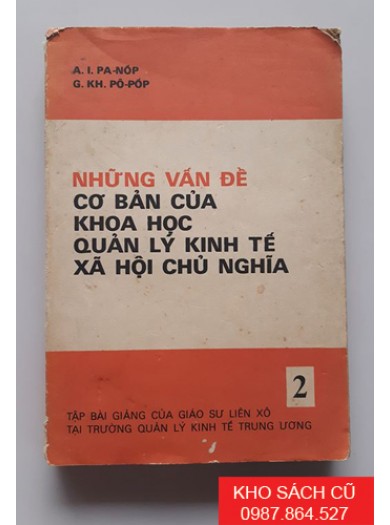 A. I. PA-NỐP
G. KH. PÔ-PỐP
NHỮNG VẤN ĐỀ
CƠ BẢN CỦA
KHOA HỌC
QUẢN LÝ KINH TẾ
XÃ HỘI CHỦ NGHĨA
2
TẬP BÀI GIẢNG CỦA GIÁO SƯ LIÊN XÔ
TẠI TRƯỜNG QUẢN LÝ KINH TẾ TRUNG ƯƠNG
KHO SÁCH CŨ
0987.864.527